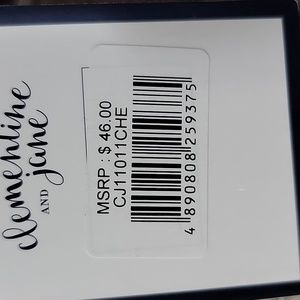 clementine
AND
jane
MSRP : $ 46.00
CJ11011CHE
4 890808 259375